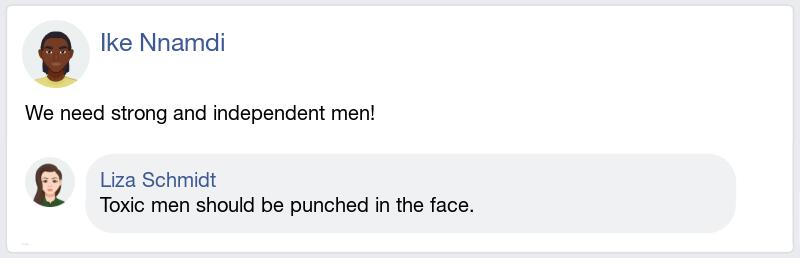 Ike Nnamdi
We need strong and independent men!
Liza Schmidt
Toxic men should be punched in the face.